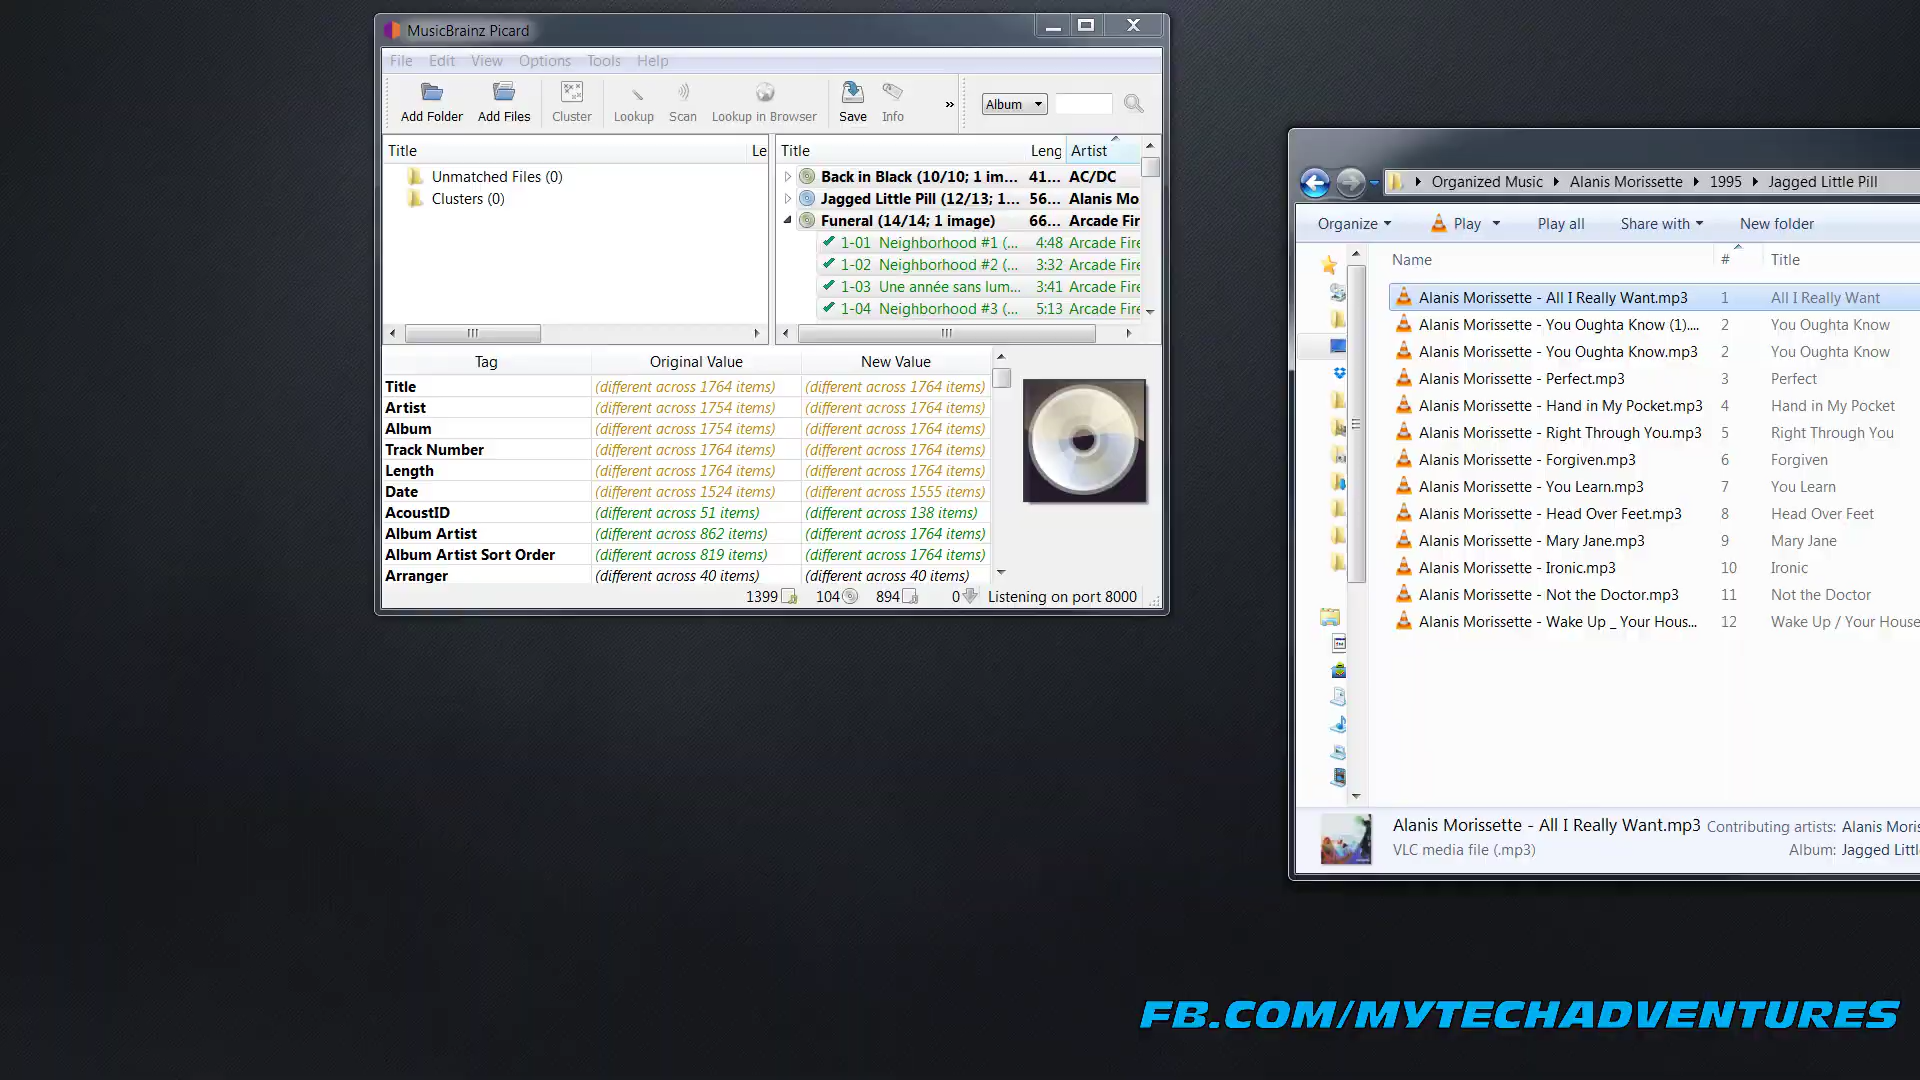 MusicBrainz Picard
File Edit View Options Tools Help
Add Folder Add Files Cluster Lookup Scan Lookup in Browser Save Info » Album
Title Le
Unmatched Files (0)
Clusters (0)
Title Leng Artist
Back in Black (10/10; 1 im... 41... AC/DC
Jagged Little Pill (12/13; 1... 56... Alanis Mo
Funeral (14/14; 1 image) 66... Arcade Fir
1-01 Neighborhood #1 (... 4:48 Arcade Fire
1-02 Neighborhood #2 (... 3:32 Arcade Fire
1-03 Une année sans lum... 3:41 Arcade Fire
1-04 Neighborhood #3 (... 5:13 Arcade Fire
Tag Original Value New Value
Title (different across 1764 items) (different across 1764 items)
Artist (different across 1754 items) (different across 1764 items)
Album (different across 1754 items) (different across 1764 items)
Track Number (different across 1764 items) (different across 1764 items)
Length (different across 1764 items) (different across 1764 items)
Date (different across 1524 items) (different across 1555 items)
AcoustID (different across 51 items) (different across 138 items)
Album Artist (different across 862 items) (different across 1764 items)
Album Artist Sort Order (different across 819 items) (different across 1764 items)
Arranger (different across 40 items) (different across 40 items)
1399 104 894 0 Listening on port 8000
Organized Music Alanis Morissette 1995 Jagged Little Pill
Organize Play Play all Share with New folder
Name # Title
Alanis Morissette - All I Really Want.mp3 1 All I Really Want
Alanis Morissette - You Oughta Know (1).... 2 You Oughta Know
Alanis Morissette - You Oughta Know.mp3 2 You Oughta Know
Alanis Morissette - Perfect.mp3 3 Perfect
Alanis Morissette - Hand in My Pocket.mp3 4 Hand in My Pocket
Alanis Morissette - Right Through You.mp3 5 Right Through You
Alanis Morissette - Forgiven.mp3 6 Forgiven
Alanis Morissette - You Learn.mp3 7 You Learn
Alanis Morissette - Head Over Feet.mp3 8 Head Over Feet
Alanis Morissette - Mary Jane.mp3 9 Mary Jane
Alanis Morissette - Ironic.mp3 10 Ironic
Alanis Morissette - Not the Doctor.mp3 11 Not the Doctor
Alanis Morissette - Wake Up _ Your Hous... 12 Wake Up / Your House
Alanis Morissette - All I Really Want.mp3 Contributing artists: Alanis Moris
VLC media file (.mp3) Album: Jagged Littl
FB.COM/MYTECHADVENTURES